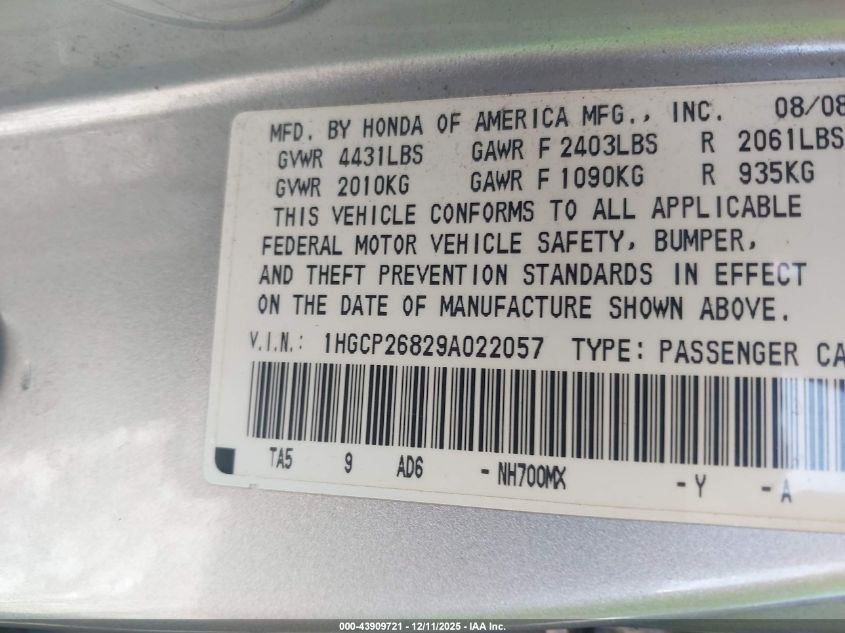 MFD. BY HONDA OF AMERICA MFG., INC. 08/08
GVWR 4431LBS GAWR F 2403LBS R 2061LBS
GVWR 2010KG GAWR F 1090KG R 935KG
THIS VEHICLE CONFORMS TO ALL APPLICABLE
FEDERAL MOTOR VEHICLE SAFETY, BUMPER,
AND THEFT PREVENTION STANDARDS IN EFFECT
ON THE DATE OF MANUFACTURE SHOWN ABOVE.
V.I.N.: 1HGCP26829A022057 TYPE: PASSENGER CA
TA5 9 AD6 -NH700MX -Y -A
000-43909721 - 12/11/2025 - IAA Inc.